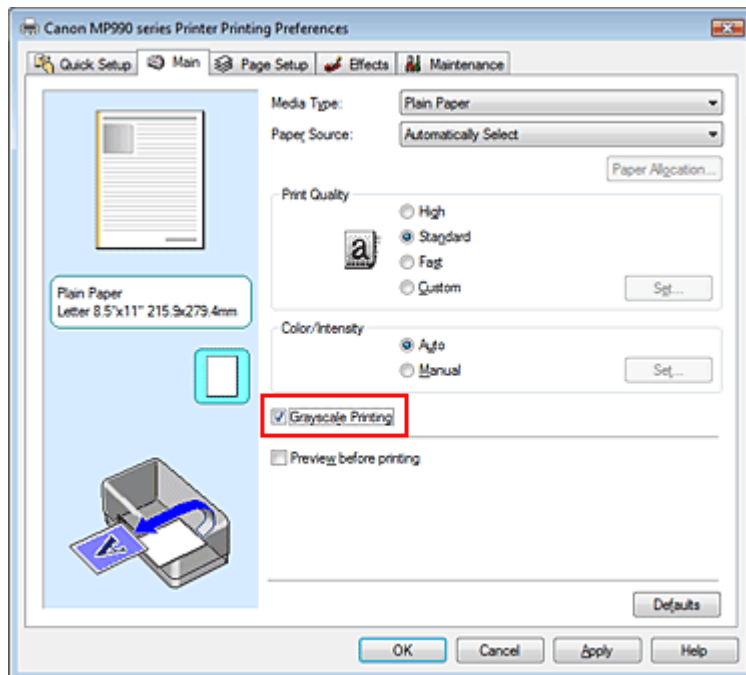 Canon MP990 series Printer Printing Preferences
Quick Setup Main Page Setup Effects Maintenance
Media Type: Plain Paper
Paper Source: Automatically Select
Paper Allocation...
Print Quality
High
a Standard
Fast
Custom Set...
Plain Paper
Letter 8.5"x11" 215.9x279.4mm
Color/Intensity
Auto
Manual Set...
Grayscale Printing
Preview before printing
A
Defaults
OK Cancel Apply Help